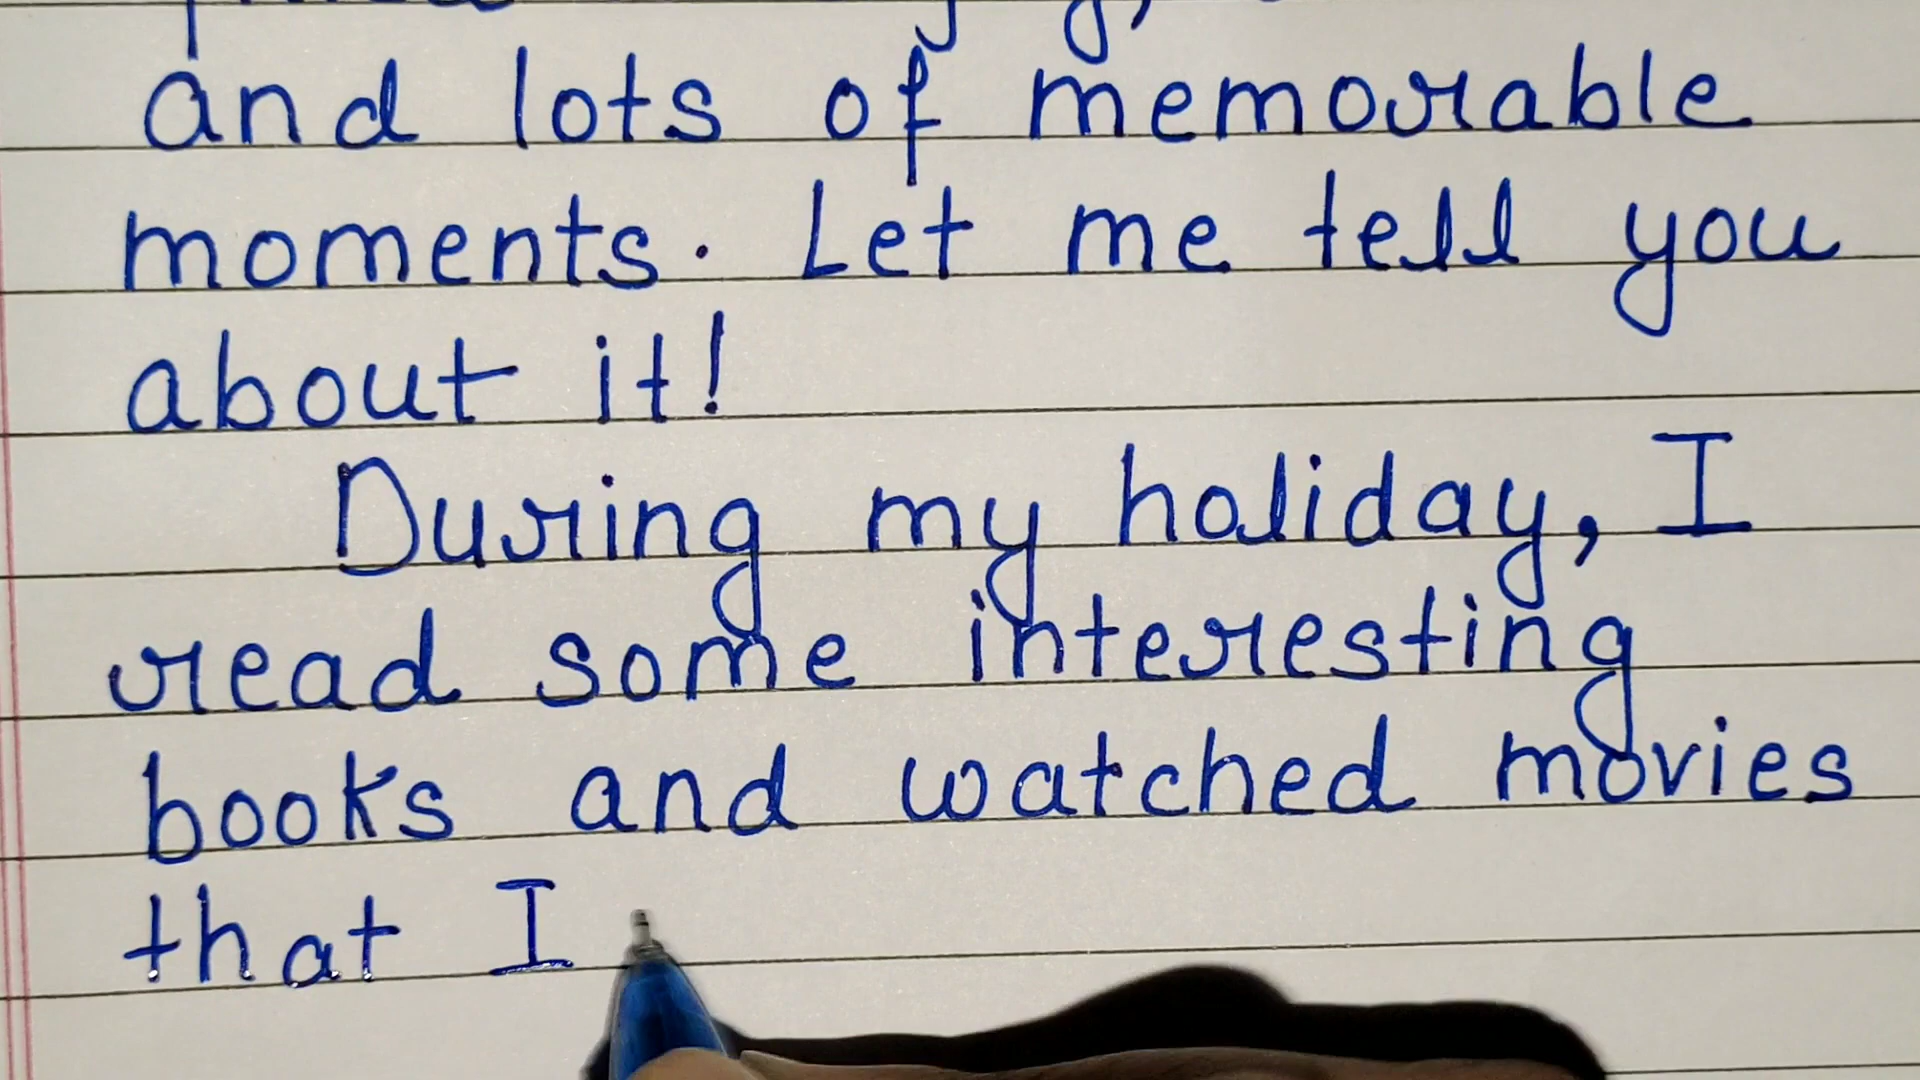 and lots of memorable
moments. Let me tell you
about it!
During my holiday, I
read some interesting
books and watched movies
that I